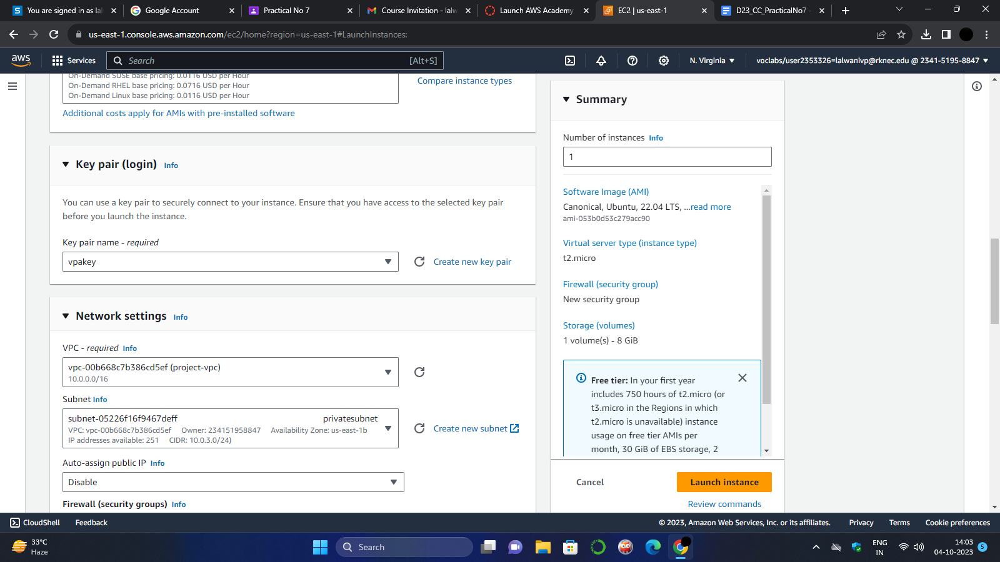 You are signed in as lal
Google Account
Practical No 7
Course Invitation - lalw
Launch AWS Academy
EC2 | us-east-1
D23_CC_PracticalNo7 -
us-east-1.console.aws.amazon.com/ec2/home?region=us-east-1#LaunchInstances:
aws
Services
Search
[Alt+S]
N. Virginia
voclabs/user2353326=lalwanivp@rknec.edu @ 2341-5195-8847
On-Demand SUSE base pricing: 0.0116 USD per Hour
On-Demand RHEL base pricing: 0.0716 USD per Hour
On-Demand Linux base pricing: 0.0116 USD per Hour
Compare instance types
Additional costs apply for AMIs with pre-installed software
Key pair (login) Info
You can use a key pair to securely connect to your instance. Ensure that you have access to the selected key pair
before you launch the instance.
Key pair name - required
vpakey
Create new key pair
Network settings Info
VPC - required Info
vpc-00b668c7b386cd5ef (project-vpc)
10.0.0.0/16
Subnet Info
subnet-05226f16f9467deff privatesubnet
VPC: vpc-00b668c7b386cd5ef Owner: 234151958847 Availability Zone: us-east-1b
IP addresses available: 251 CIDR: 10.0.3.0/24)
Create new subnet
Auto-assign public IP Info
Disable
Firewall (security groups) Info
Summary
Number of instances Info
1
Software Image (AMI)
Canonical, Ubuntu, 22.04 LTS, ...read more
ami-053b0d53c279acc90
Virtual server type (instance type)
t2.micro
Firewall (security group)
New security group
Storage (volumes)
1 volume(s) - 8 GiB
Free tier: In your first year
includes 750 hours of t2.micro (or
t3.micro in the Regions in which
t2.micro is unavailable) instance
usage on free tier AMIs per
month, 30 GiB of EBS storage, 2
Cancel
Launch instance
Review commands
CloudShell
Feedback
© 2023, Amazon Web Services, Inc. or its affiliates.
Privacy
Terms
Cookie preferences
33°C
Haze
Search
ENG
IN
14:03
04-10-2023
5